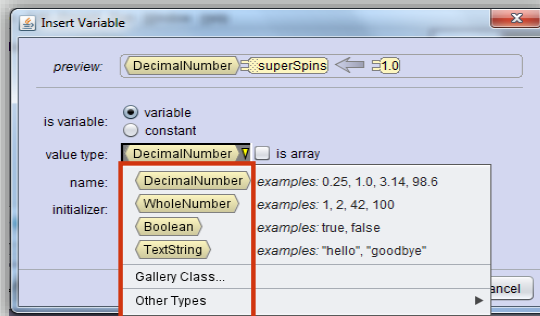 Insert Variable
preview: DecimalNumber superSpins 1.0
is variable: variable
constant
value type: DecimalNumber is array
name: DecimalNumber examples: 0.25, 1.0, 3.14, 98.6
WholeNumber examples: 1, 2, 42, 100
initializer: Boolean examples: true, false
TextString examples: "hello", "goodbye"
Gallery Class...
ancel
Other Types